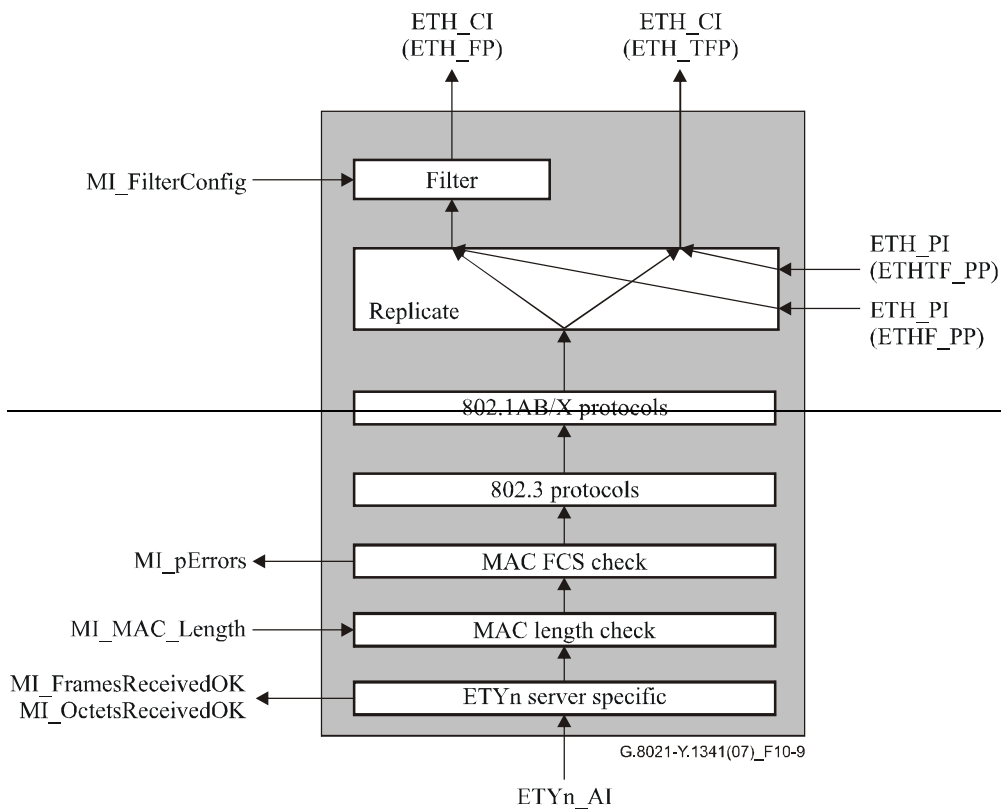 ETH_CI
(ETH_FP)
ETH_CI
(ETH_TFP)
MI_FilterConfig
Filter
ETH_PI
(ETHTF_PP)
Replicate
ETH_PI
(ETHF_PP)
802.1AB/X protocols
802.3 protocols
MI_pErrors
MAC FCS check
MI_MAC_Length
MAC length check
MI_FramesReceivedOK
MI_OctetsReceivedOK
ETYn server specific
G.8021-Y.1341(07)_F10-9
ETYn_AI